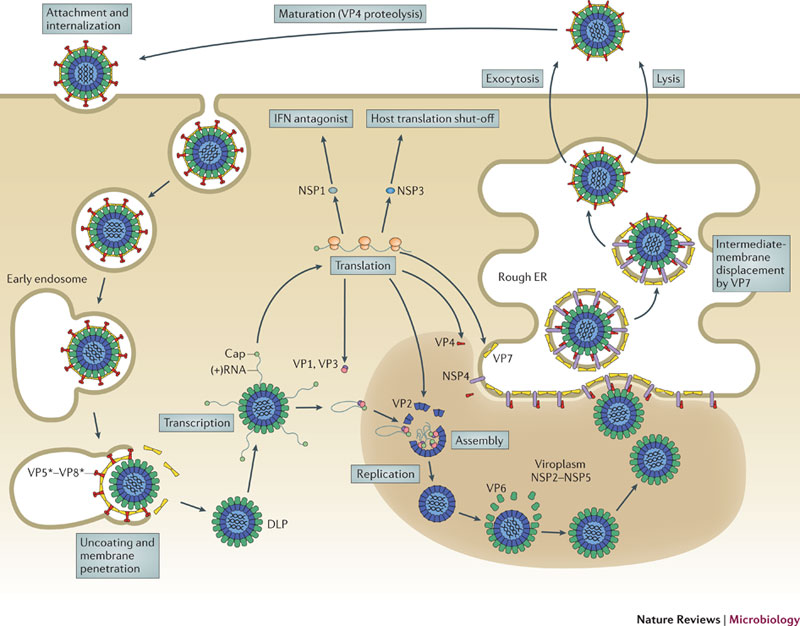 Attachment and
internalization
Maturation (VP4 proteolysis)
Exocytosis
Lysis
IFN antagonist
Host translation shut-off
NSP1
NSP3
Translation
Early endosome
Rough ER
Intermediate-
membrane
displacement
by VP7
Cap
(+)RNA
VP1, VP3
VP4
VP7
NSP4
Transcription
VP2
Assembly
Replication
VP5*–VP8*
DLP
VP6
Viroplasm
NSP2–NSP5
Uncoating and
membrane
penetration
Nature Reviews | Microbiology